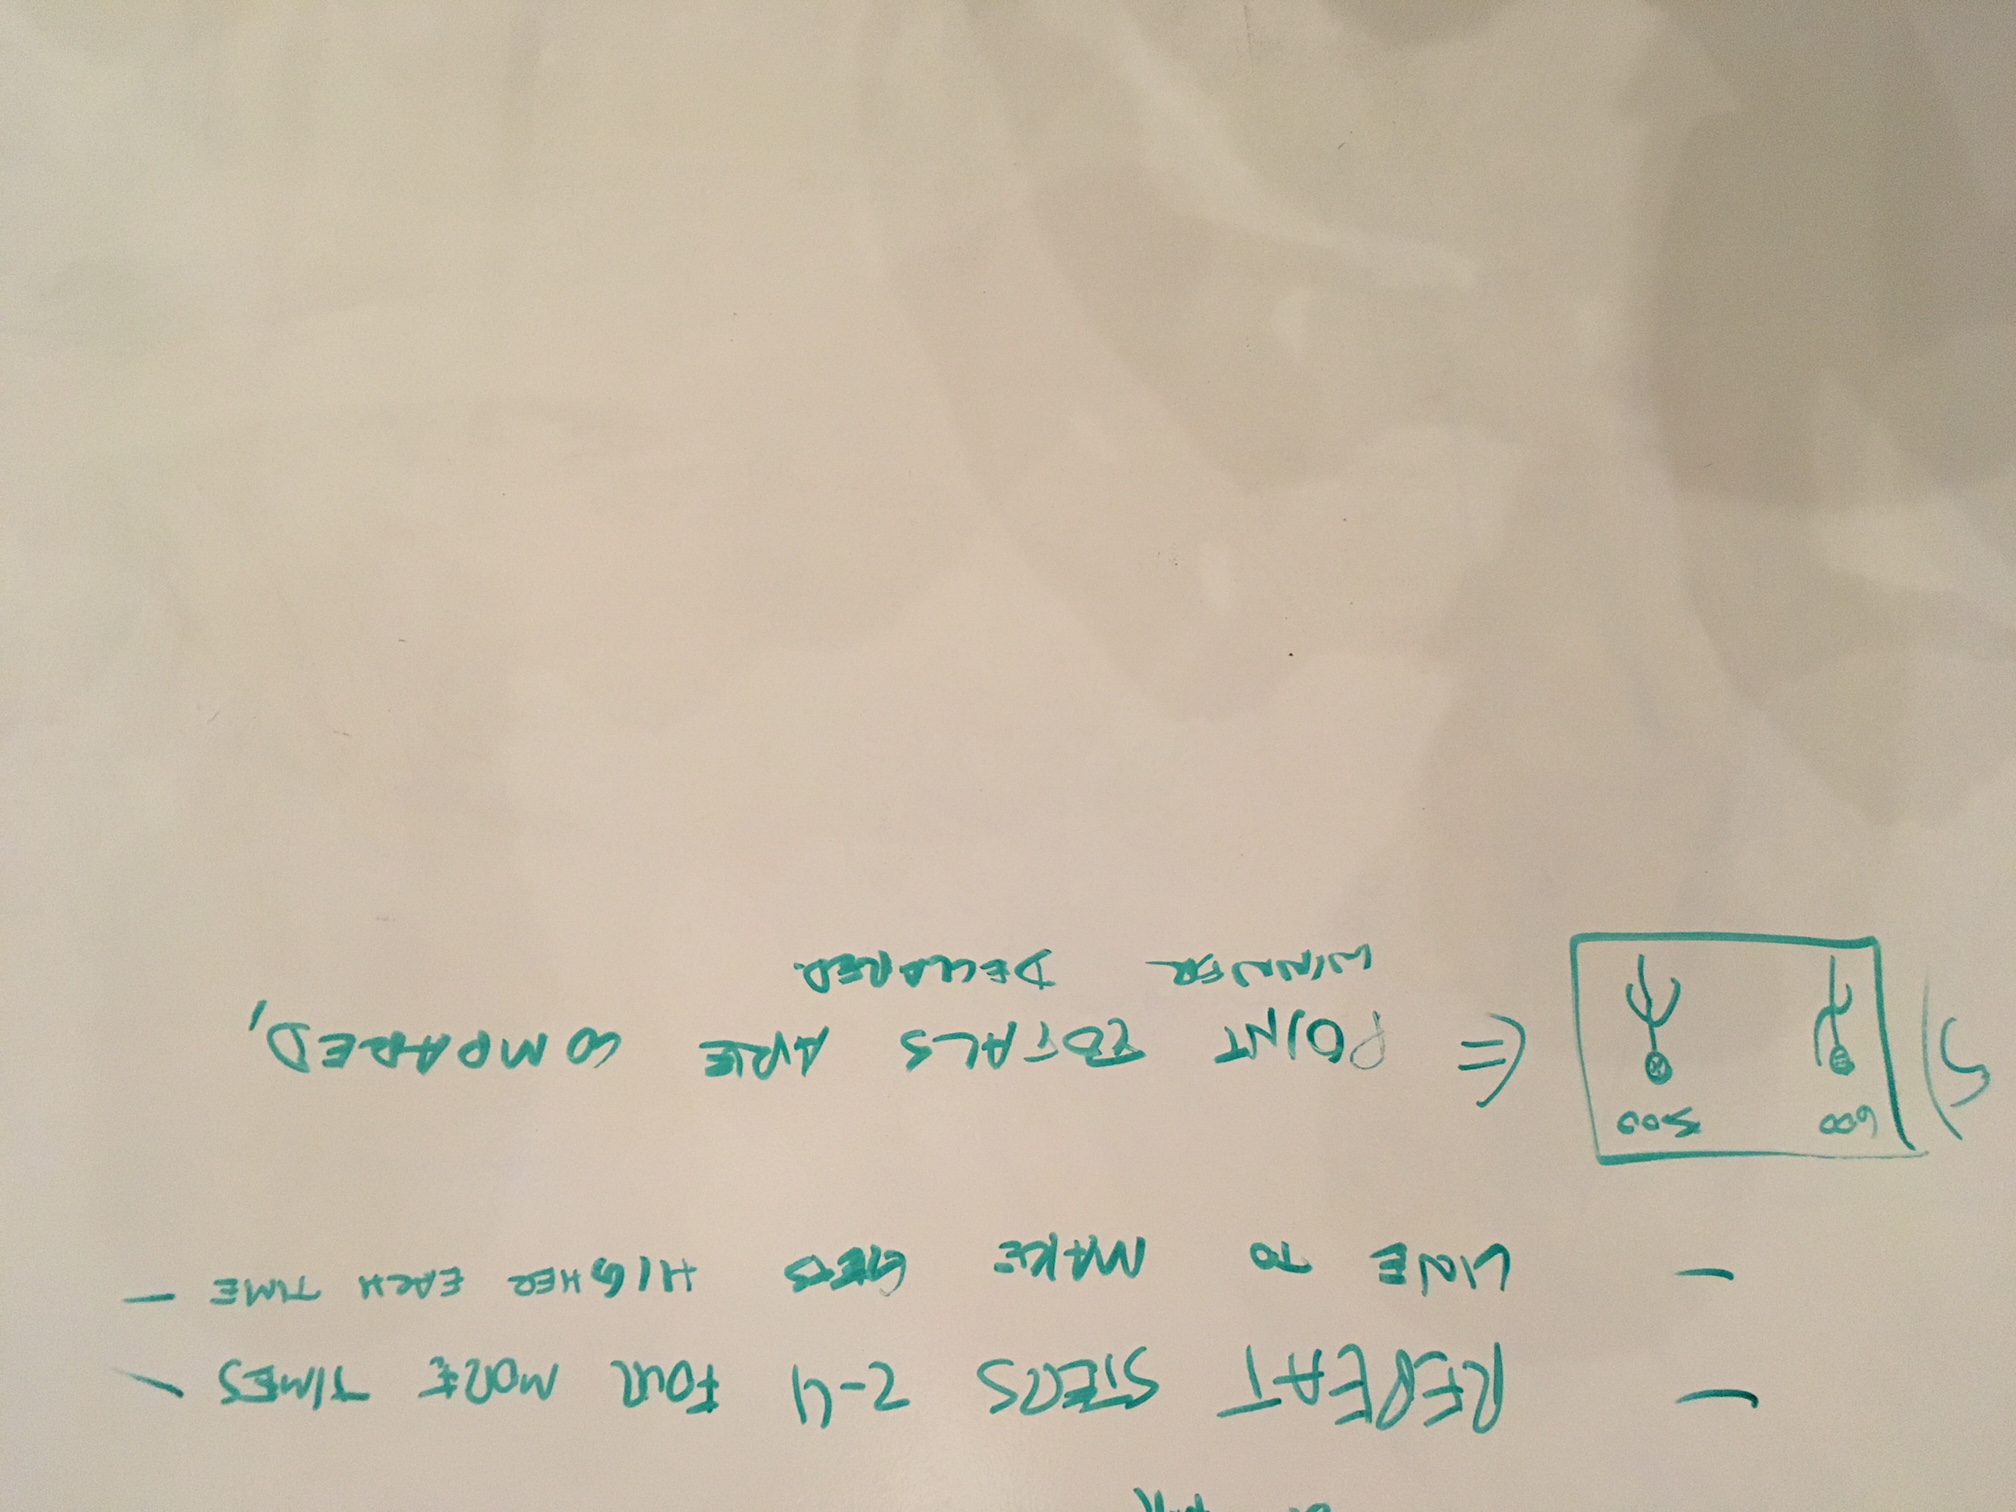 - REPEAT STEPS 2-4 FOUR MORE TIMES -
- LINE TO MAKE GETS HIGHER EACH TIME -
5)
600 500
⇐ POINT TOTALS ARE COMPARED,
WINNER DECLARED.